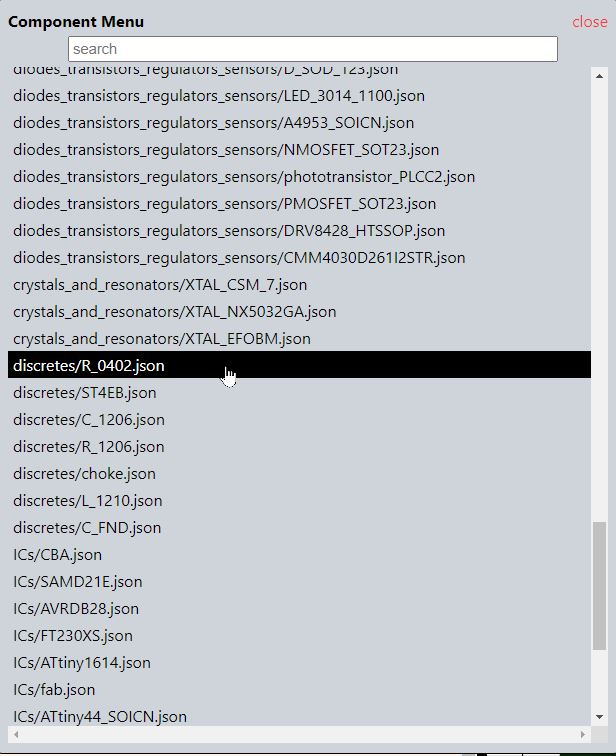 Component Menu
close
search
diodes_transistors_regulators_sensors/D_SOD_123.json
diodes_transistors_regulators_sensors/LED_3014_1100.json
diodes_transistors_regulators_sensors/A4953_SOICN.json
diodes_transistors_regulators_sensors/NMOSFET_SOT23.json
diodes_transistors_regulators_sensors/phototransistor_PLCC2.json
diodes_transistors_regulators_sensors/PMOSFET_SOT23.json
diodes_transistors_regulators_sensors/DRV8428_HTSSOP.json
diodes_transistors_regulators_sensors/CMM4030D261I2STR.json
crystals_and_resonators/XTAL_CSM_7.json
crystals_and_resonators/XTAL_NX5032GA.json
crystals_and_resonators/XTAL_EFOBM.json
discretes/R_0402.json
discretes/ST4EB.json
discretes/C_1206.json
discretes/R_1206.json
discretes/choke.json
discretes/L_1210.json
discretes/C_FND.json
ICs/CBA.json
ICs/SAMD21E.json
ICs/AVRDB28.json
ICs/FT230XS.json
ICs/ATtiny1614.json
ICs/fab.json
ICs/ATtiny44_SOICN.json